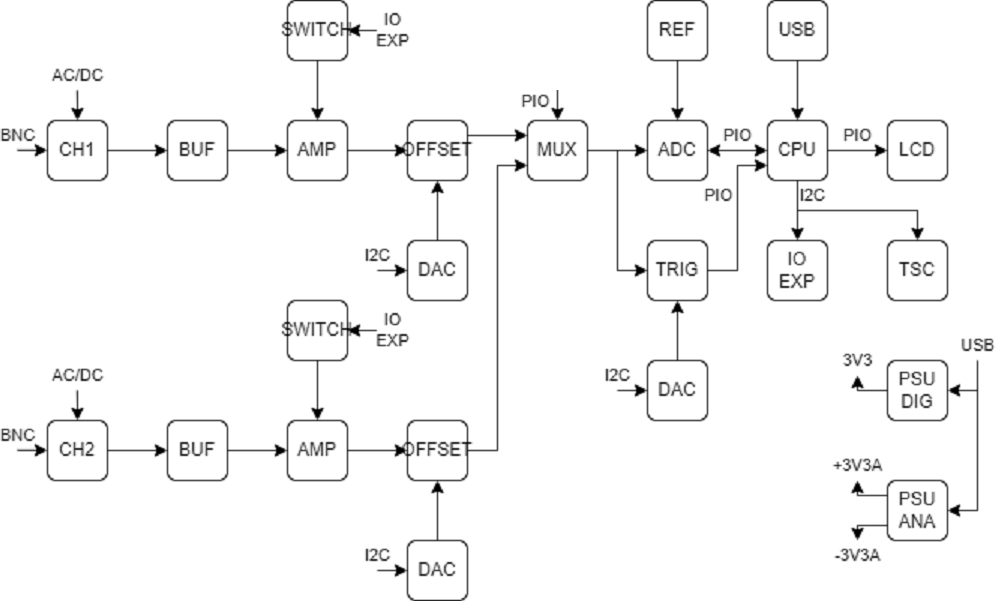 SWITCH
IO
EXP
REF
USB
AC/DC
PIO
BNC
CH1
BUF
AMP
OFFSET
MUX
ADC
PIO
CPU
PIO
LCD
PIO
I2C
I2C
DAC
TRIG
IO
EXP
TSC
SWITCH
IO
EXP
AC/DC
I2C
DAC
3V3
PSU
DIG
USB
BNC
CH2
BUF
AMP
OFFSET
+3V3A
PSU
ANA
-3V3A
I2C
DAC